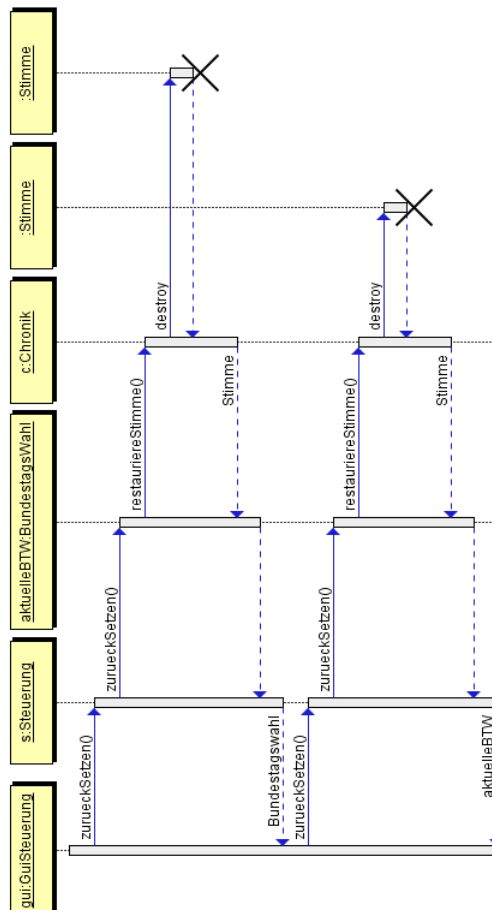 gui:GuiSteuerung
s:Steuerung
aktuelleBTW:BundestagsWahl
c:Chronik
:Stimme
:Stimme
zurueckSetzen()
zurueckSetzen()
restauriereStimme()
destroy
Stimme
Bundestagswahl
zurueckSetzen()
zurueckSetzen()
restauriereStimme()
destroy
Stimme
aktuelleBTW